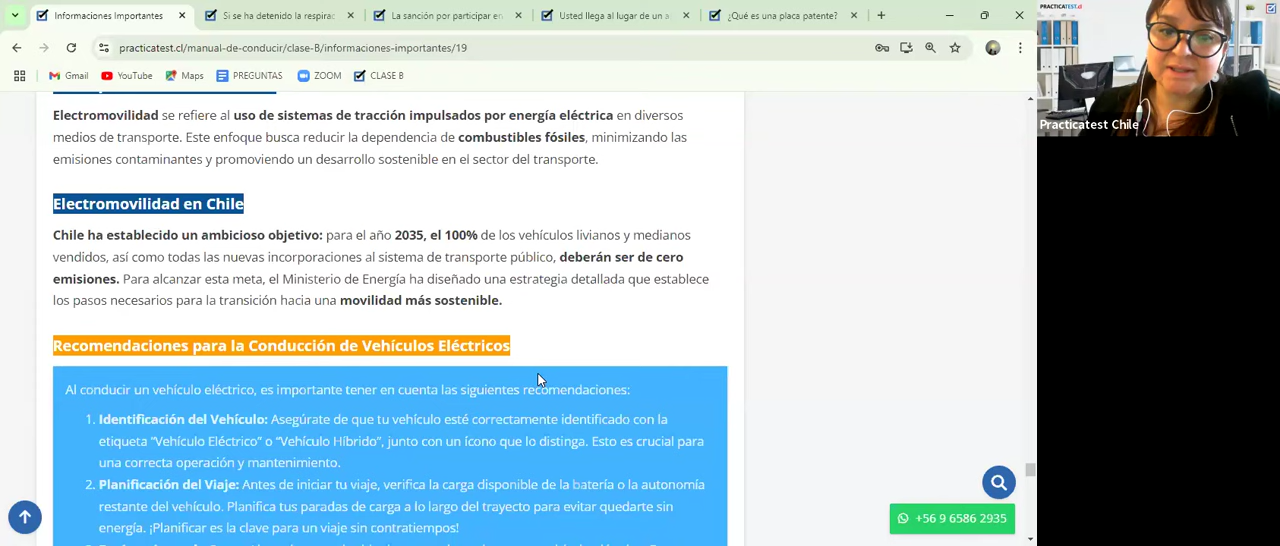 Informaciones Importantes
Si se ha detenido la respirac
La sanción por participar en
Usted llega al lugar de un a
¿Qué es una placa patente?
practicatest.cl/manual-de-conducir/clase-B/informaciones-importantes/19
Gmail
YouTube
Maps
PREGUNTAS
ZOOM
CLASE B
PRACTICATEST.cl
Practicatest Chile
Electromovilidad se refiere al uso de sistemas de tracción impulsados por energía eléctrica en diversos
medios de transporte. Este enfoque busca reducir la dependencia de combustibles fósiles, minimizando las
emisiones contaminantes y promoviendo un desarrollo sostenible en el sector del transporte.
Electromovilidad en Chile
Chile ha establecido un ambicioso objetivo: para el año 2035, el 100% de los vehículos livianos y medianos
vendidos, así como todas las nuevas incorporaciones al sistema de transporte público, deberán ser de cero
emisiones. Para alcanzar esta meta, el Ministerio de Energía ha diseñado una estrategia detallada que establece
los pasos necesarios para la transición hacia una movilidad más sostenible.
Recomendaciones para la Conducción de Vehículos Eléctricos
Al conducir un vehículo eléctrico, es importante tener en cuenta las siguientes recomendaciones:
1. Identificación del Vehículo: Asegúrate de que tu vehículo esté correctamente identificado con la
etiqueta “Vehículo Eléctrico” o “Vehículo Híbrido”, junto con un ícono que lo distinga. Esto es crucial para
una correcta operación y mantenimiento.
2. Planificación del Viaje: Antes de iniciar tu viaje, verifica la carga disponible de la batería o la autonomía
restante del vehículo. Planifica tus paradas de carga a lo largo del trayecto para evitar quedarte sin
energía. ¡Planificar es la clave para un viaje sin contratiempos!
+56 9 6586 2935